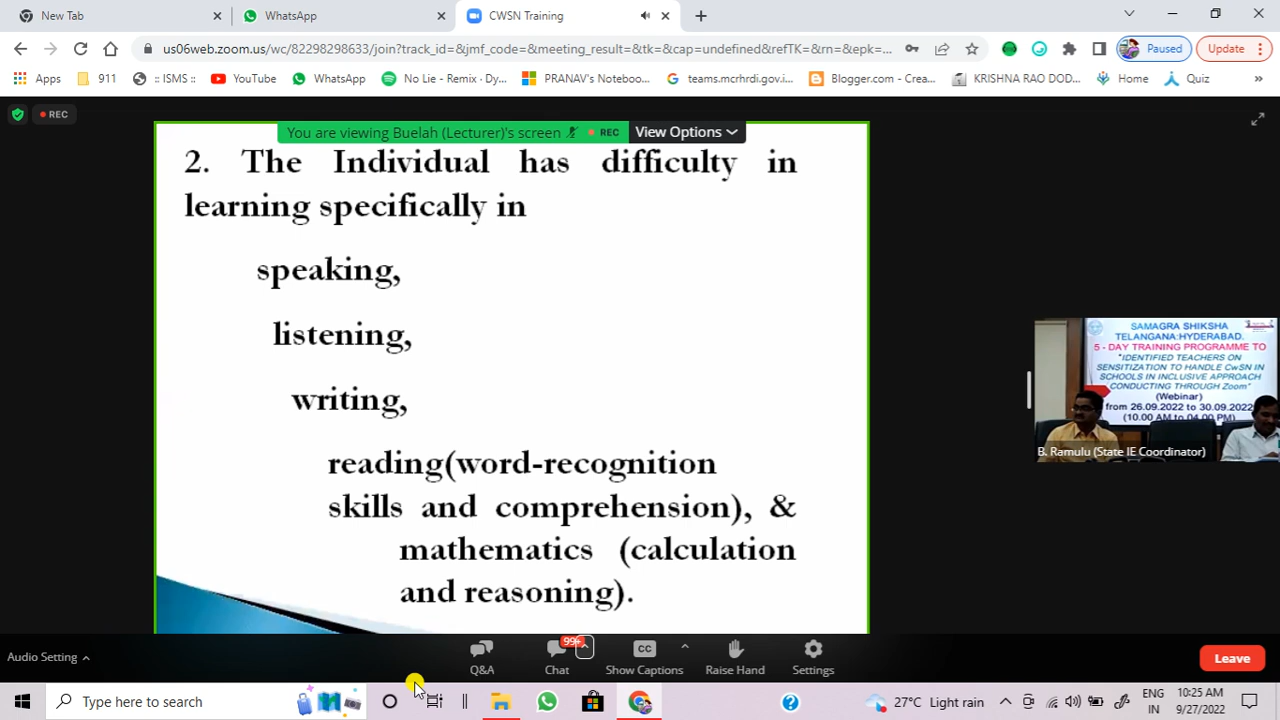 New Tab
WhatsApp
CWSN Training
us06web.zoom.us/wc/82298298633/join?track_id=&jmf_code=&meeting_result=&tk=&cap=undefined&refTK=&rn=&epk=...
Paused
Update
Apps
911
:: ISMS ::
YouTube
WhatsApp
No Lie - Remix - Dy...
PRANAV's Noteboo...
teams.mcrhrdi.gov.i...
Blogger.com - Crea...
KRISHNA RAO DOD...
Home
Quiz
REC
You are viewing Buelah (Lecturer)'s screen
REC
View Options
2. The Individual has difficulty in
learning specifically in
speaking,
listening,
writing,
reading(word-recognition
skills and comprehension), &
mathematics (calculation
and reasoning).
SAMAGRA SHIKSHA
TELANGANA:HYDERABAD.
5 - DAY TRAINING PROGRAMME TO
"IDENTIFIED TEACHERS ON
SENSITIZATION TO HANDLE CwSN IN
SCHOOLS IN INCLUSIVE APPROACH
CONDUCTING THROUGH Zoom"
(Webinar)
from 26.09.2022 to 30.09.2022
(10.00 AM to 04.00 PM)
B. Ramulu (State IE Coordinator)
Audio Setting
Q&A
99+
Chat
CC
Show Captions
Raise Hand
Settings
Leave
Type here to search
27°C Light rain
ENG
IN
10:25 AM
9/27/2022